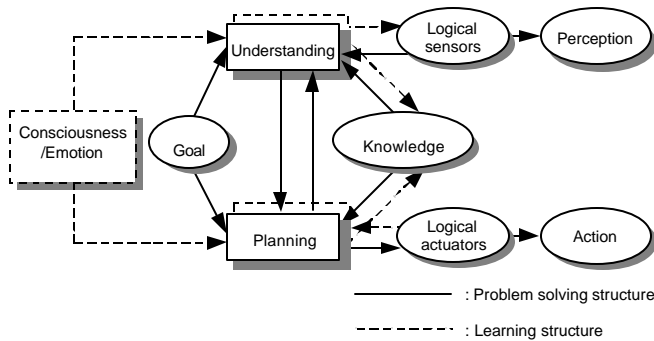 Understanding
Logical
sensors
Perception
Consciousness
/Emotion
Goal
Knowledge
Planning
Logical
actuators
Action
: Problem solving structure
: Learning structure